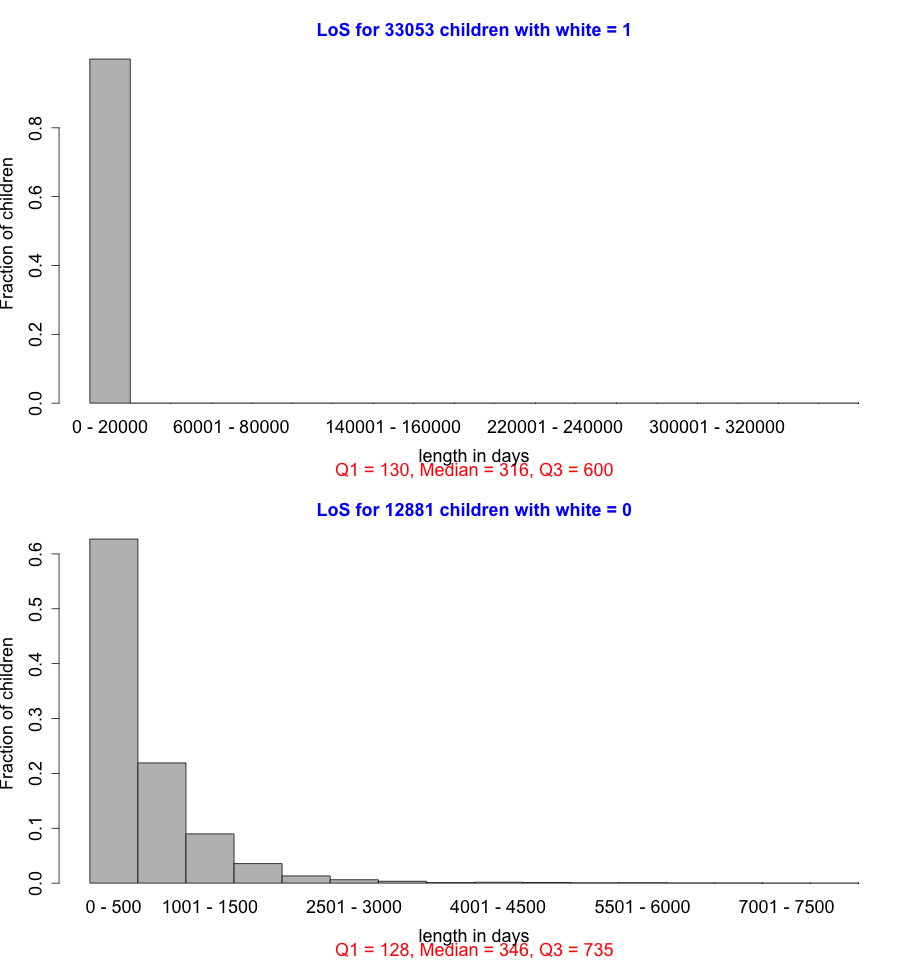 LoS for 33053 children with white = 1
Fraction of children
0.8
0.6
0.4
0.2
0.0
0 - 20000 60001 - 80000 140001 - 160000 220001 - 240000 300001 - 320000
length in days
Q1 = 130, Median = 316, Q3 = 600
LoS for 12881 children with white = 0
Fraction of children
0.6
0.5
0.4
0.3
0.2
0.1
0.0
0 - 500 1001 - 1500 2501 - 3000 4001 - 4500 5501 - 6000 7001 - 7500
length in days
Q1 = 128, Median = 346, Q3 = 735